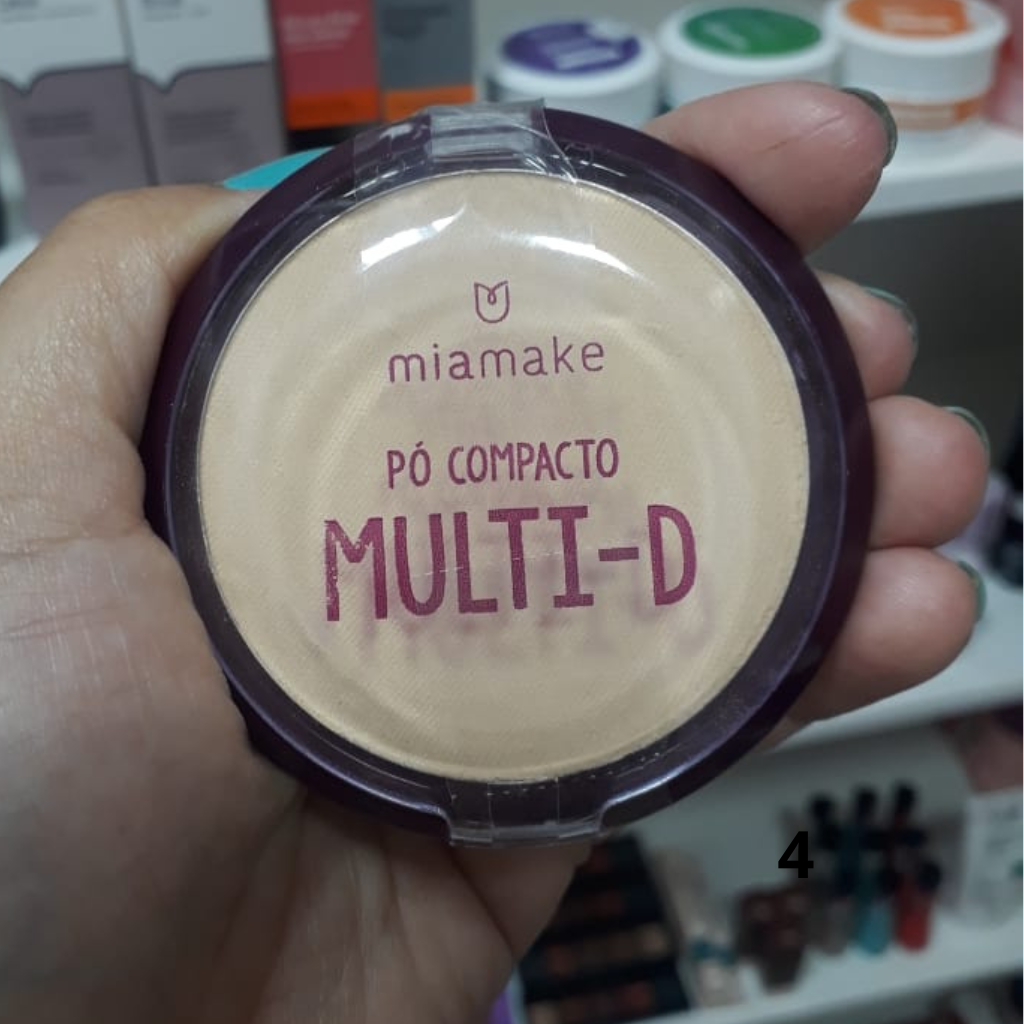 miamake
PÓ COMPACTO
MULTI-D
4